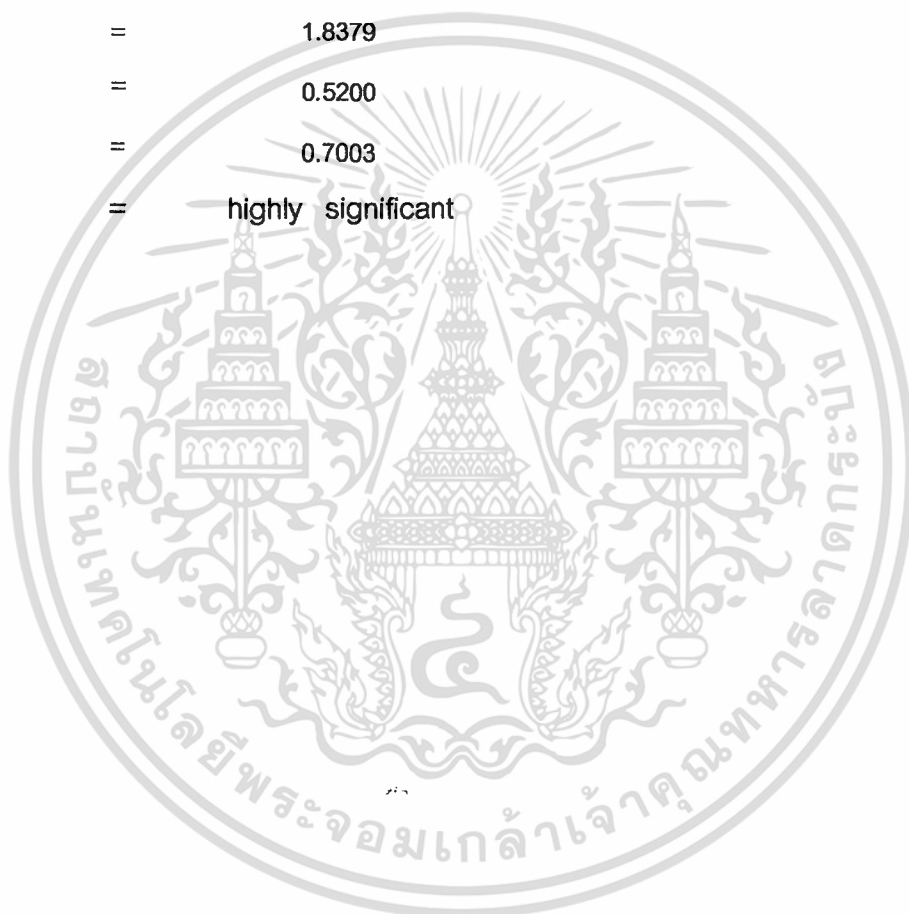 = 1.8379
= 0.5200
= 0.7003
= highly significant
สถาบันเทคโนโลยีพระจอมเกล้าเจ้าคุณทหารลาดกระบัง